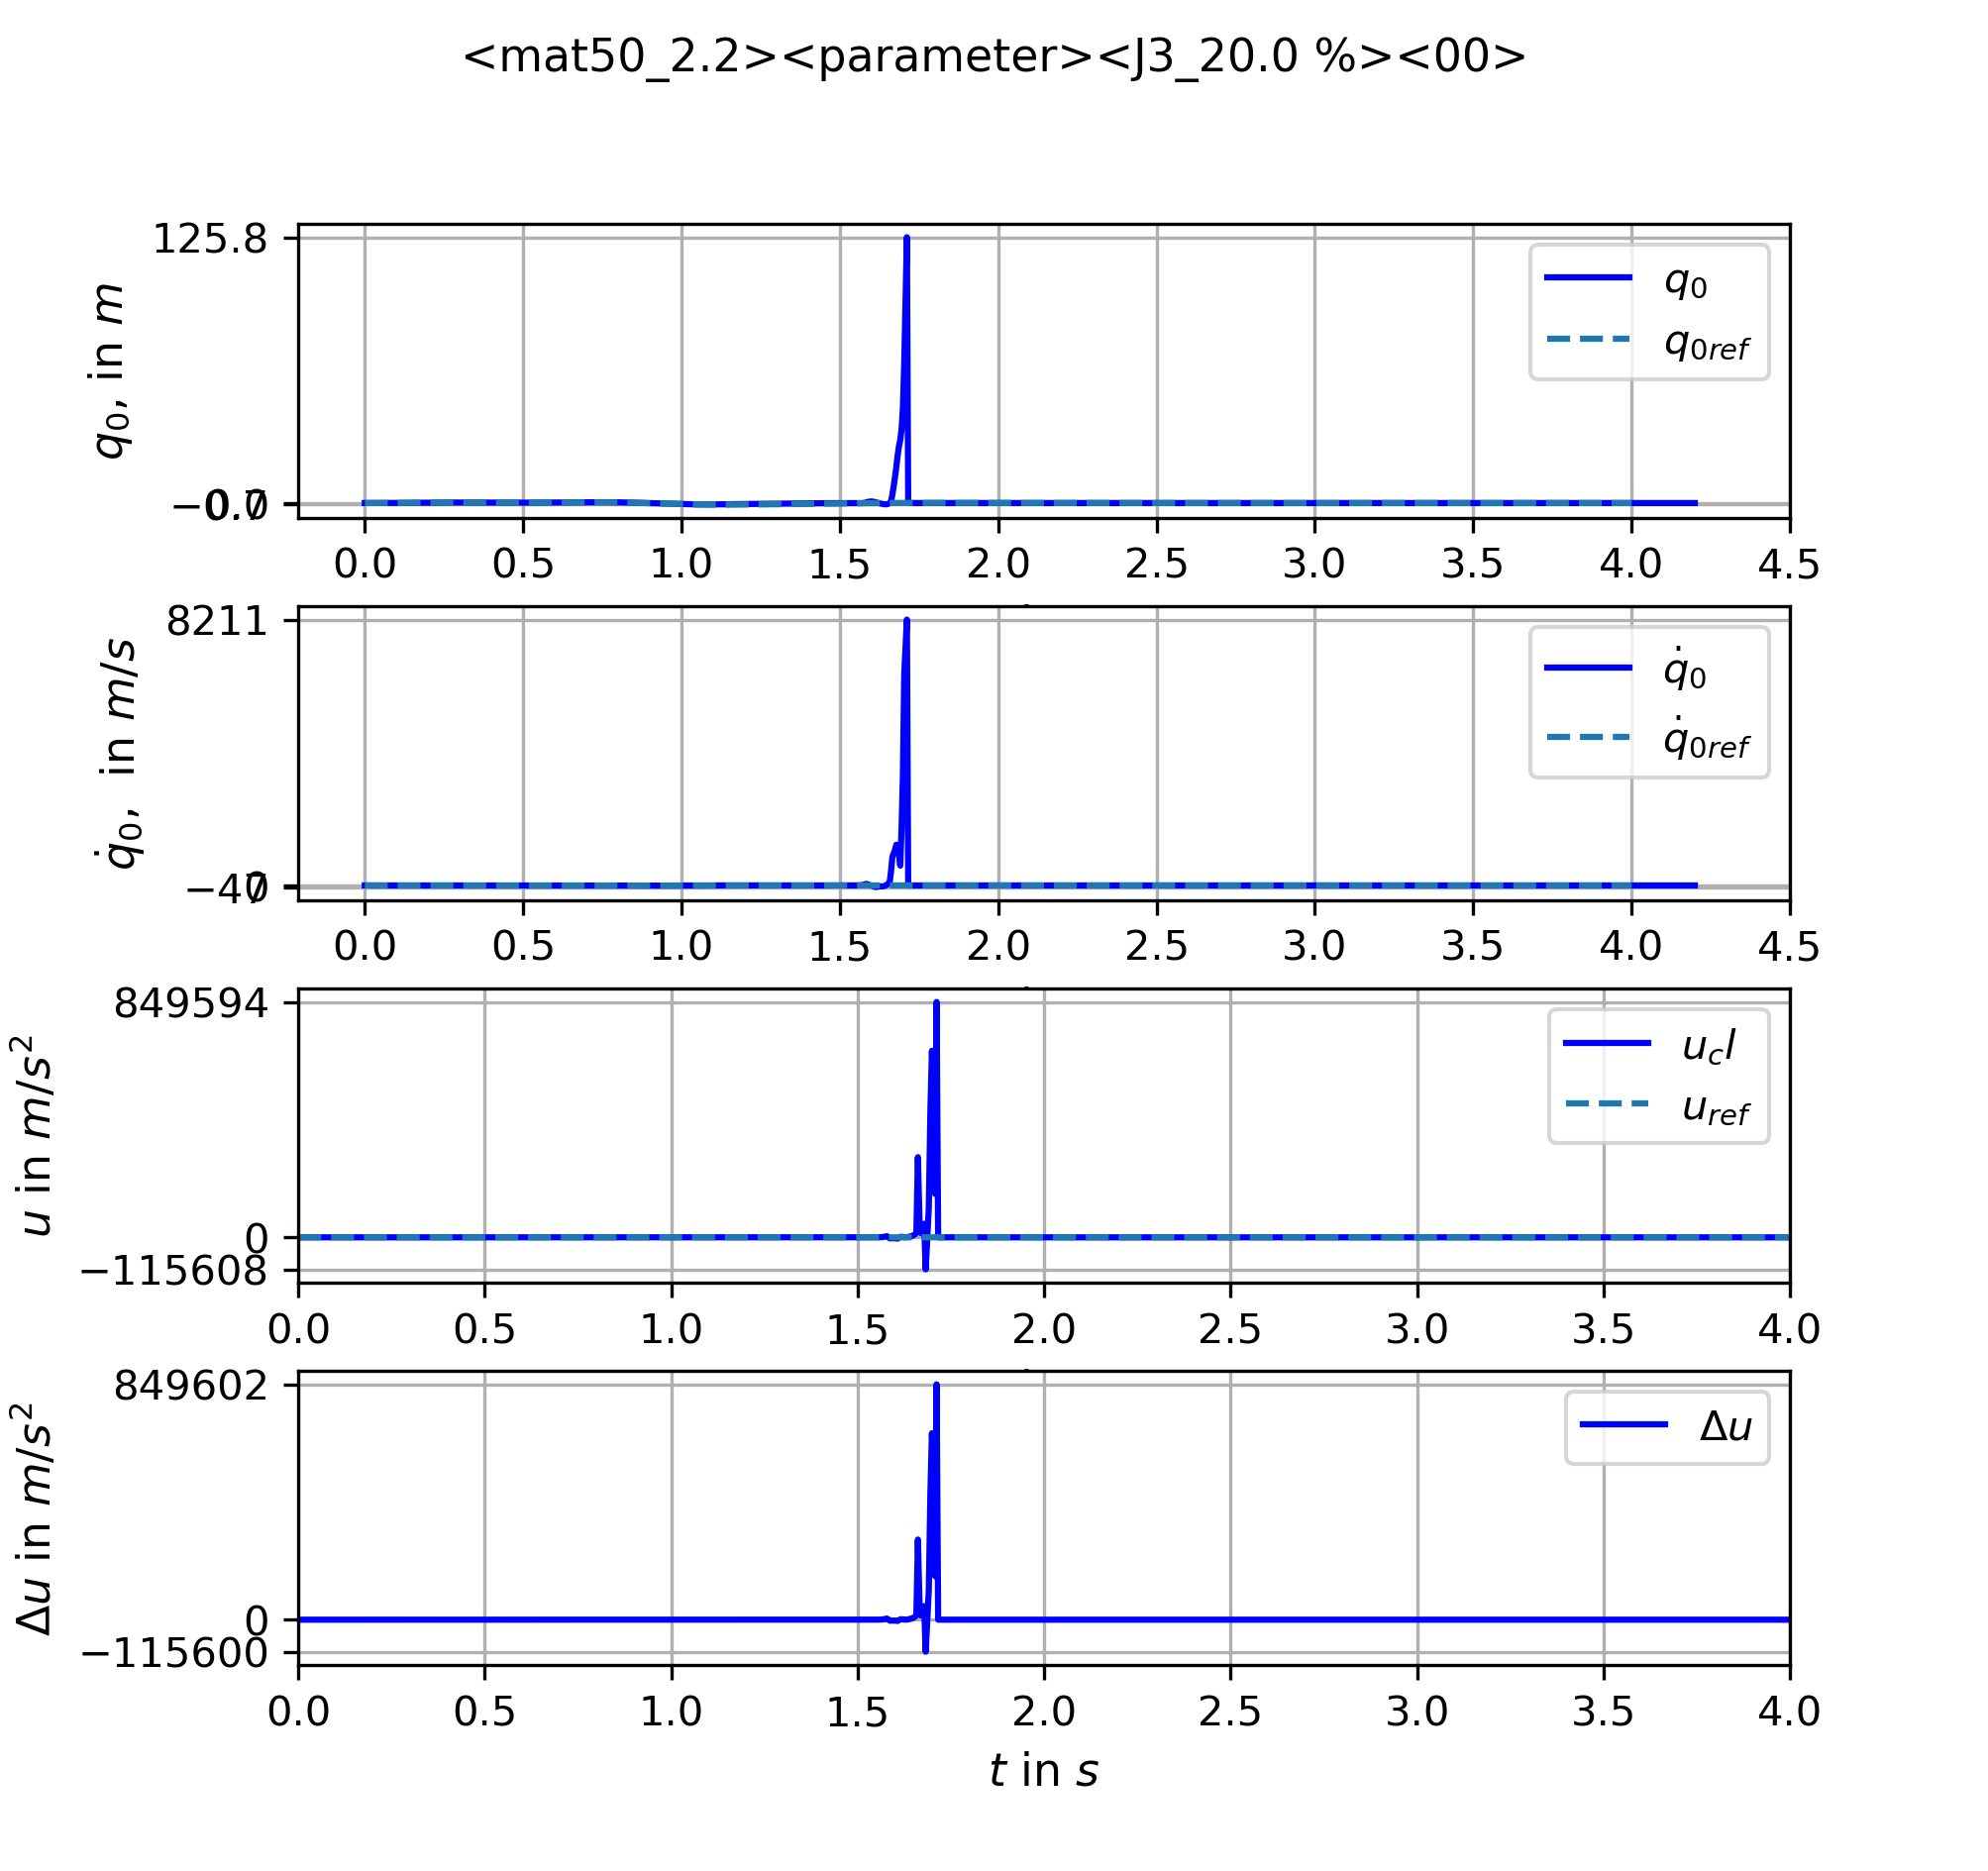 <mat50_2.2><parameter><J3_20.0 %><00>
125.8
q₀, in m
−0.7
0.0
q₀
q₀ref
0.0 0.5 1.0 1.5 2.0 2.5 3.0 3.5 4.0 4.5
8211
q̇₀, in m/s
−47
0
q̇₀
q̇₀ref
0.0 0.5 1.0 1.5 2.0 2.5 3.0 3.5 4.0 4.5
849594
u in m/s²
0
−115608
u_cl
u_ref
0.0 0.5 1.0 1.5 2.0 2.5 3.0 3.5 4.0
849602
Δu in m/s²
0
−115600
Δu
0.0 0.5 1.0 1.5 2.0 2.5 3.0 3.5 4.0
t in s